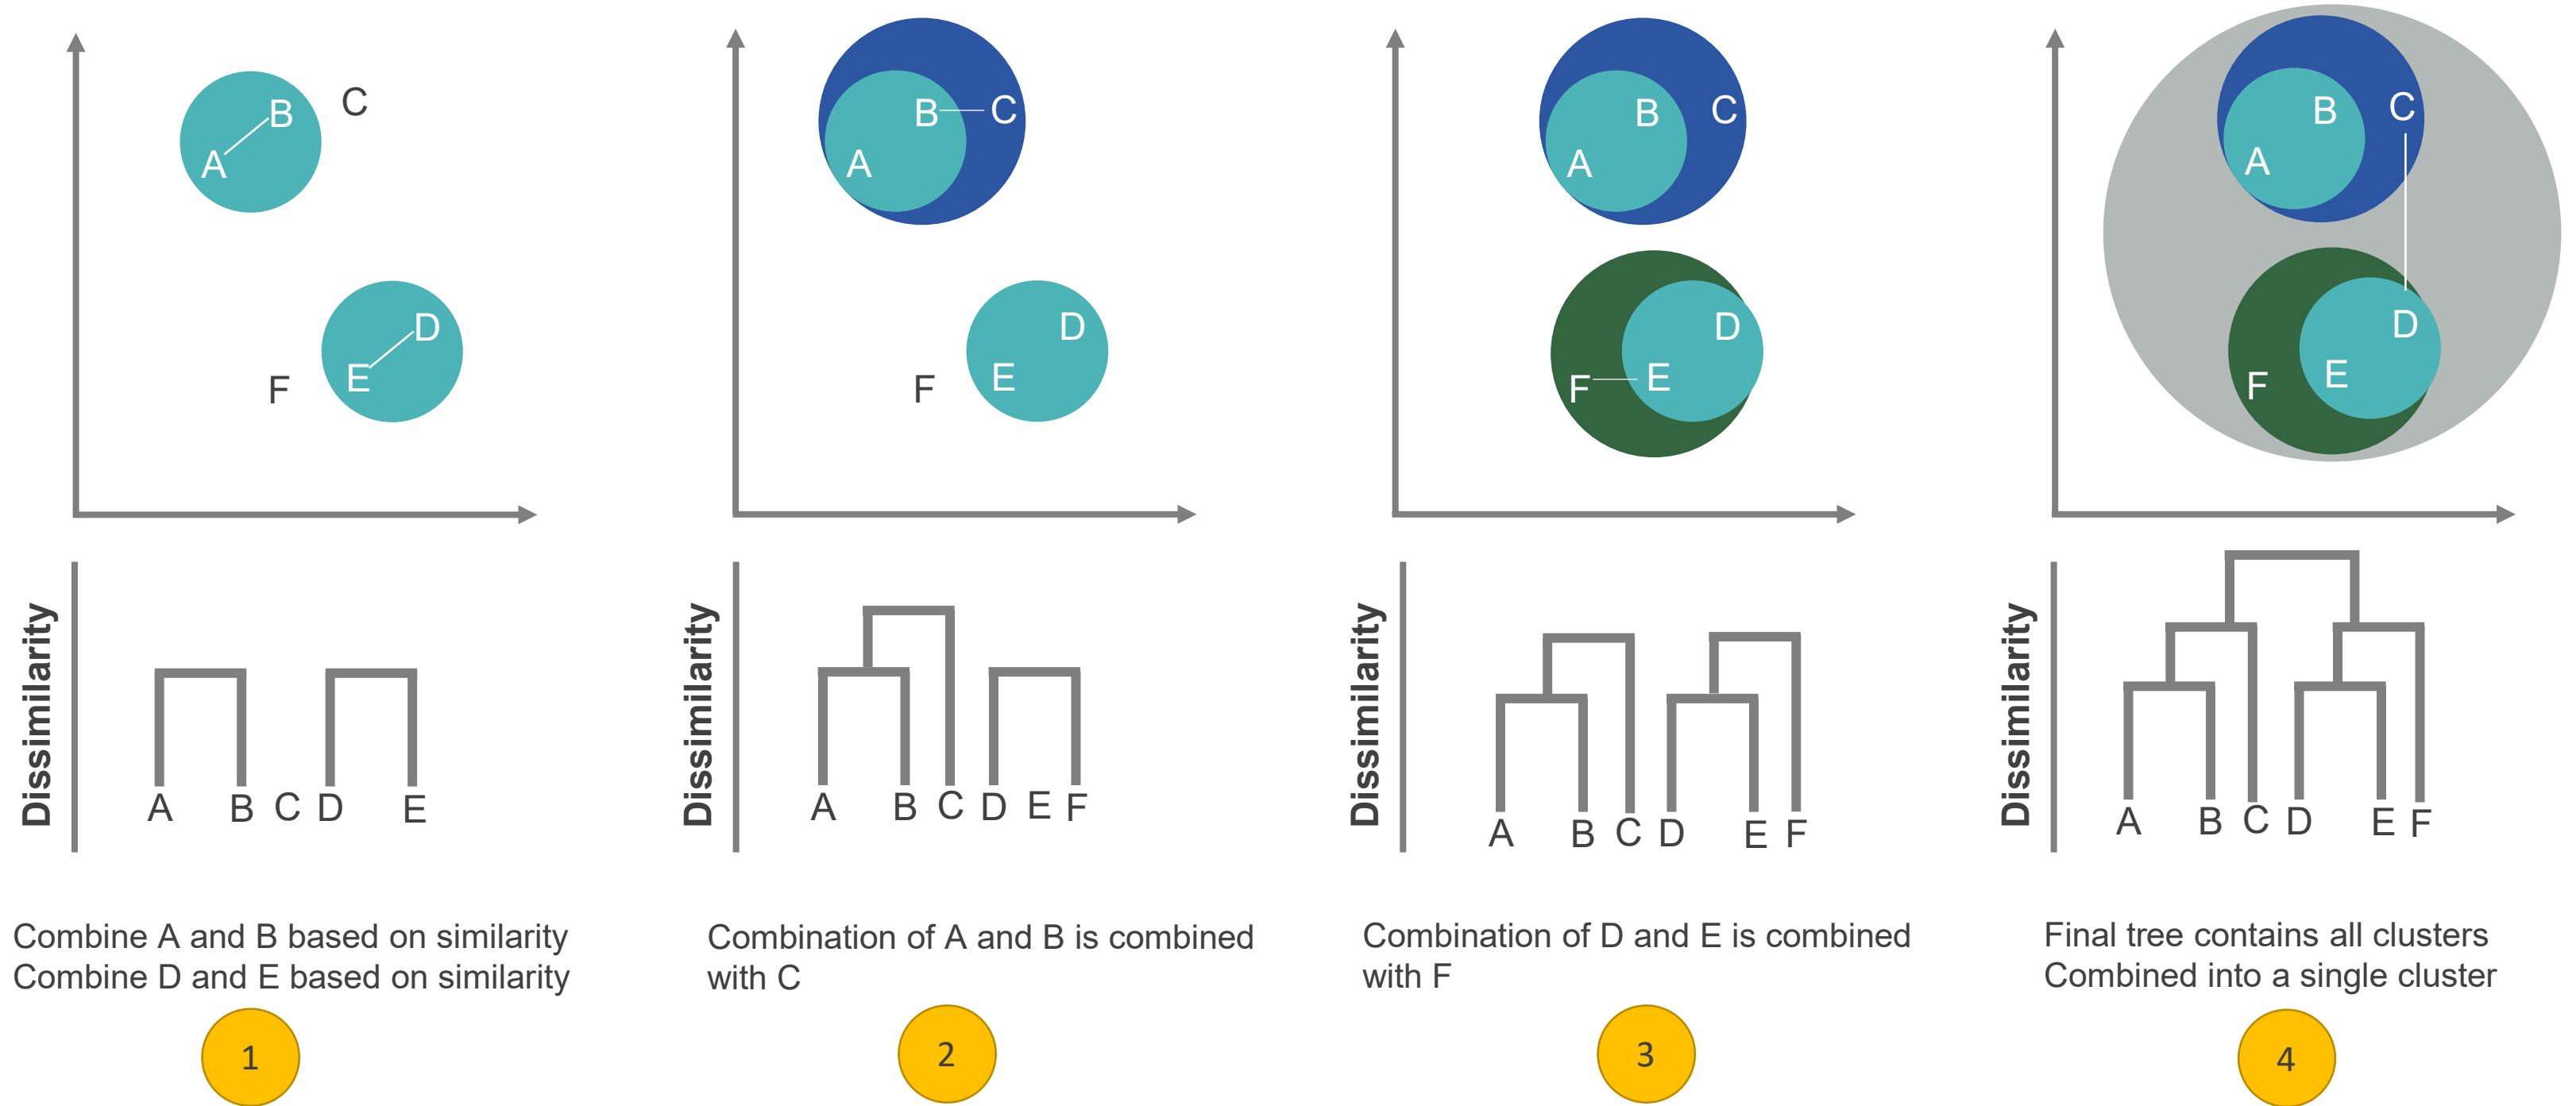 B
C
A
D
E
F
Dissimilarity
A B C D E
Combine A and B based on similarity
Combine D and E based on similarity
1
B C
A
D
E
F
Dissimilarity
A B C D E F
Combination of A and B is combined
with C
2
B C
A
D
F E
Dissimilarity
A B C D E F
Combination of D and E is combined
with F
3
B C
A
D
E
F
Dissimilarity
A B C D E F
Final tree contains all clusters
Combined into a single cluster
4